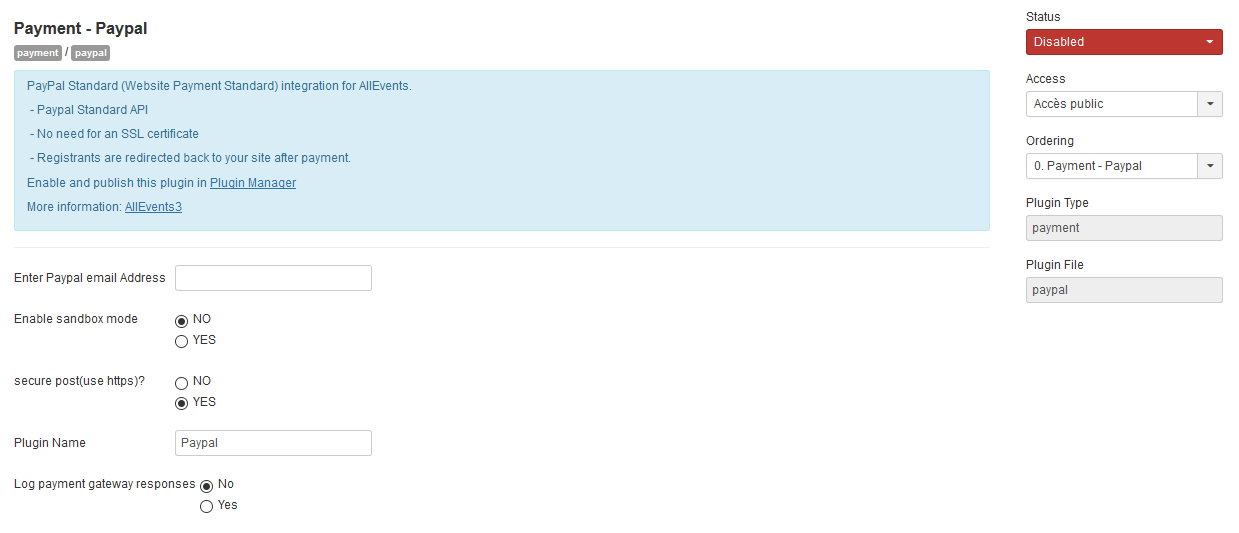 Payment - Paypal
payment / paypal
PayPal Standard (Website Payment Standard) integration for AllEvents.
- Paypal Standard API
- No need for an SSL certificate
- Registrants are redirected back to your site after payment.
Enable and publish this plugin in Plugin Manager
More information: AllEvents3
Enter Paypal email Address
Enable sandbox mode
NO
YES
secure post(use https)?
NO
YES
Plugin Name
Paypal
Log payment gateway responses
No
Yes
Status
Disabled
Access
Accès public
Ordering
0. Payment - Paypal
Plugin Type
payment
Plugin File
paypal